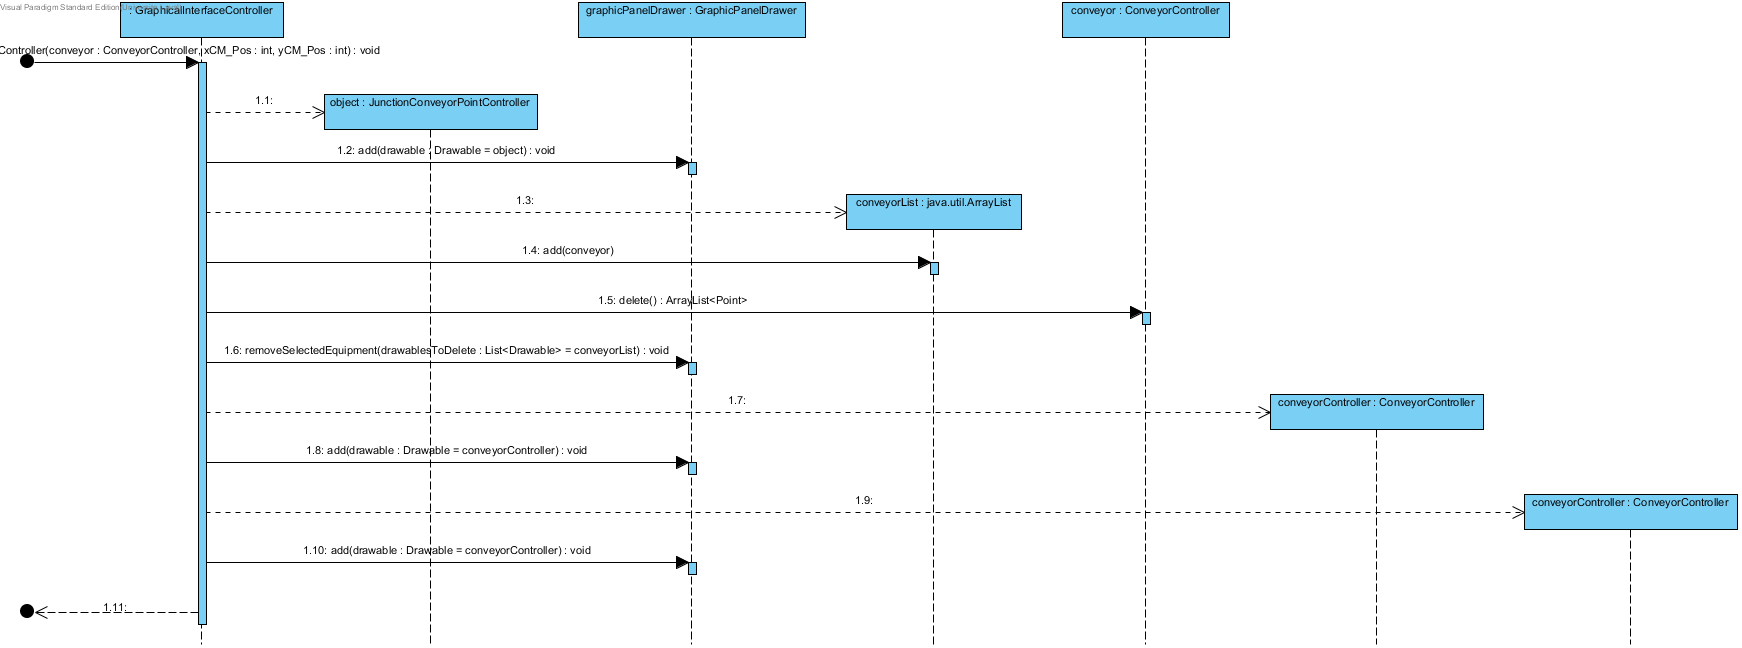 Visual Paradigm Standard Edition
: GraphicalInterfaceController
graphicPanelDrawer : GraphicPanelDrawer
conveyor : ConveyorController
Controller(conveyor : ConveyorController, xCM_Pos : int, yCM_Pos : int) : void
1.1:
object : JunctionConveyorPointController
1.2: add(drawable : Drawable = object) : void
1.3:
conveyorList : java.util.ArrayList
1.4: add(conveyor)
1.5: delete() : ArrayList<Point>
1.6: removeSelectedEquipment(drawablesToDelete : List<Drawable> = conveyorList) : void
1.7:
conveyorController : ConveyorController
1.8: add(drawable : Drawable = conveyorController) : void
1.9:
conveyorController : ConveyorController
1.10: add(drawable : Drawable = conveyorController) : void
1.11: